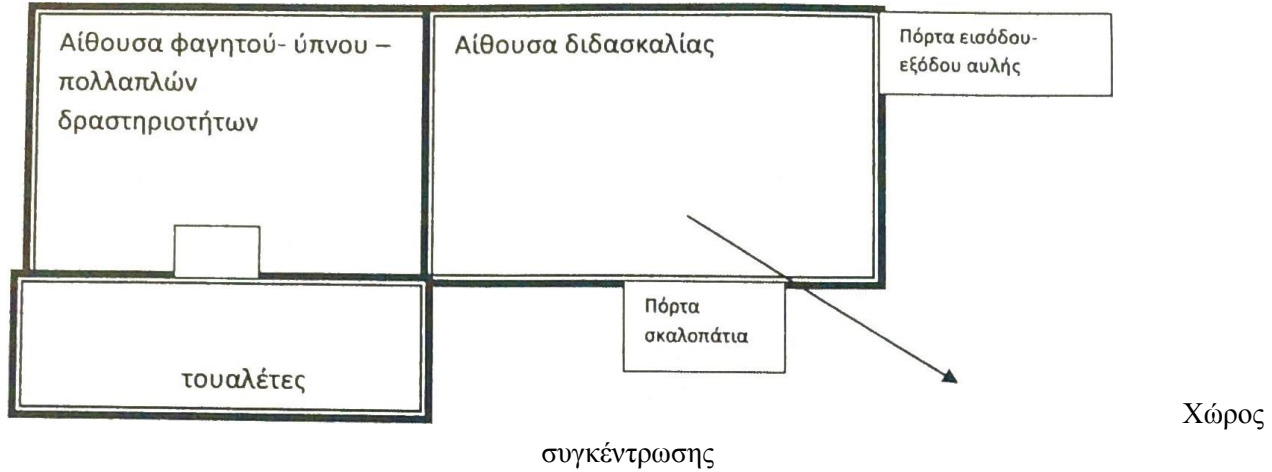 Αίθουσα φαγητού- ύπνου –
πολλαπλών
δραστηριοτήτων
Αίθουσα διδασκαλίας
Πόρτα εισόδου-
εξόδου αυλής
Πόρτα
σκαλοπάτια
τουαλέτες
Χώρος
συγκέντρωσης